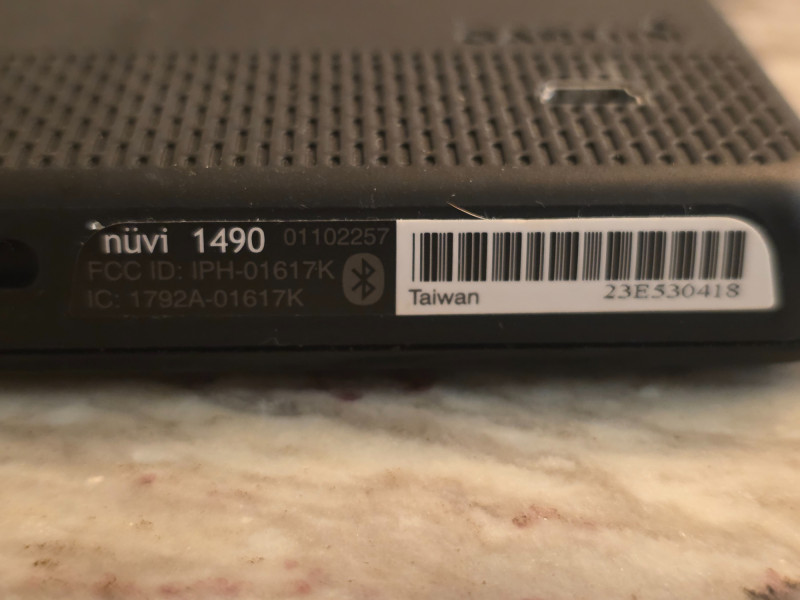 nüvi 1490 01102257
FCC ID: IPH-01617K
IC: 1792A-01617K
Taiwan
23E530418